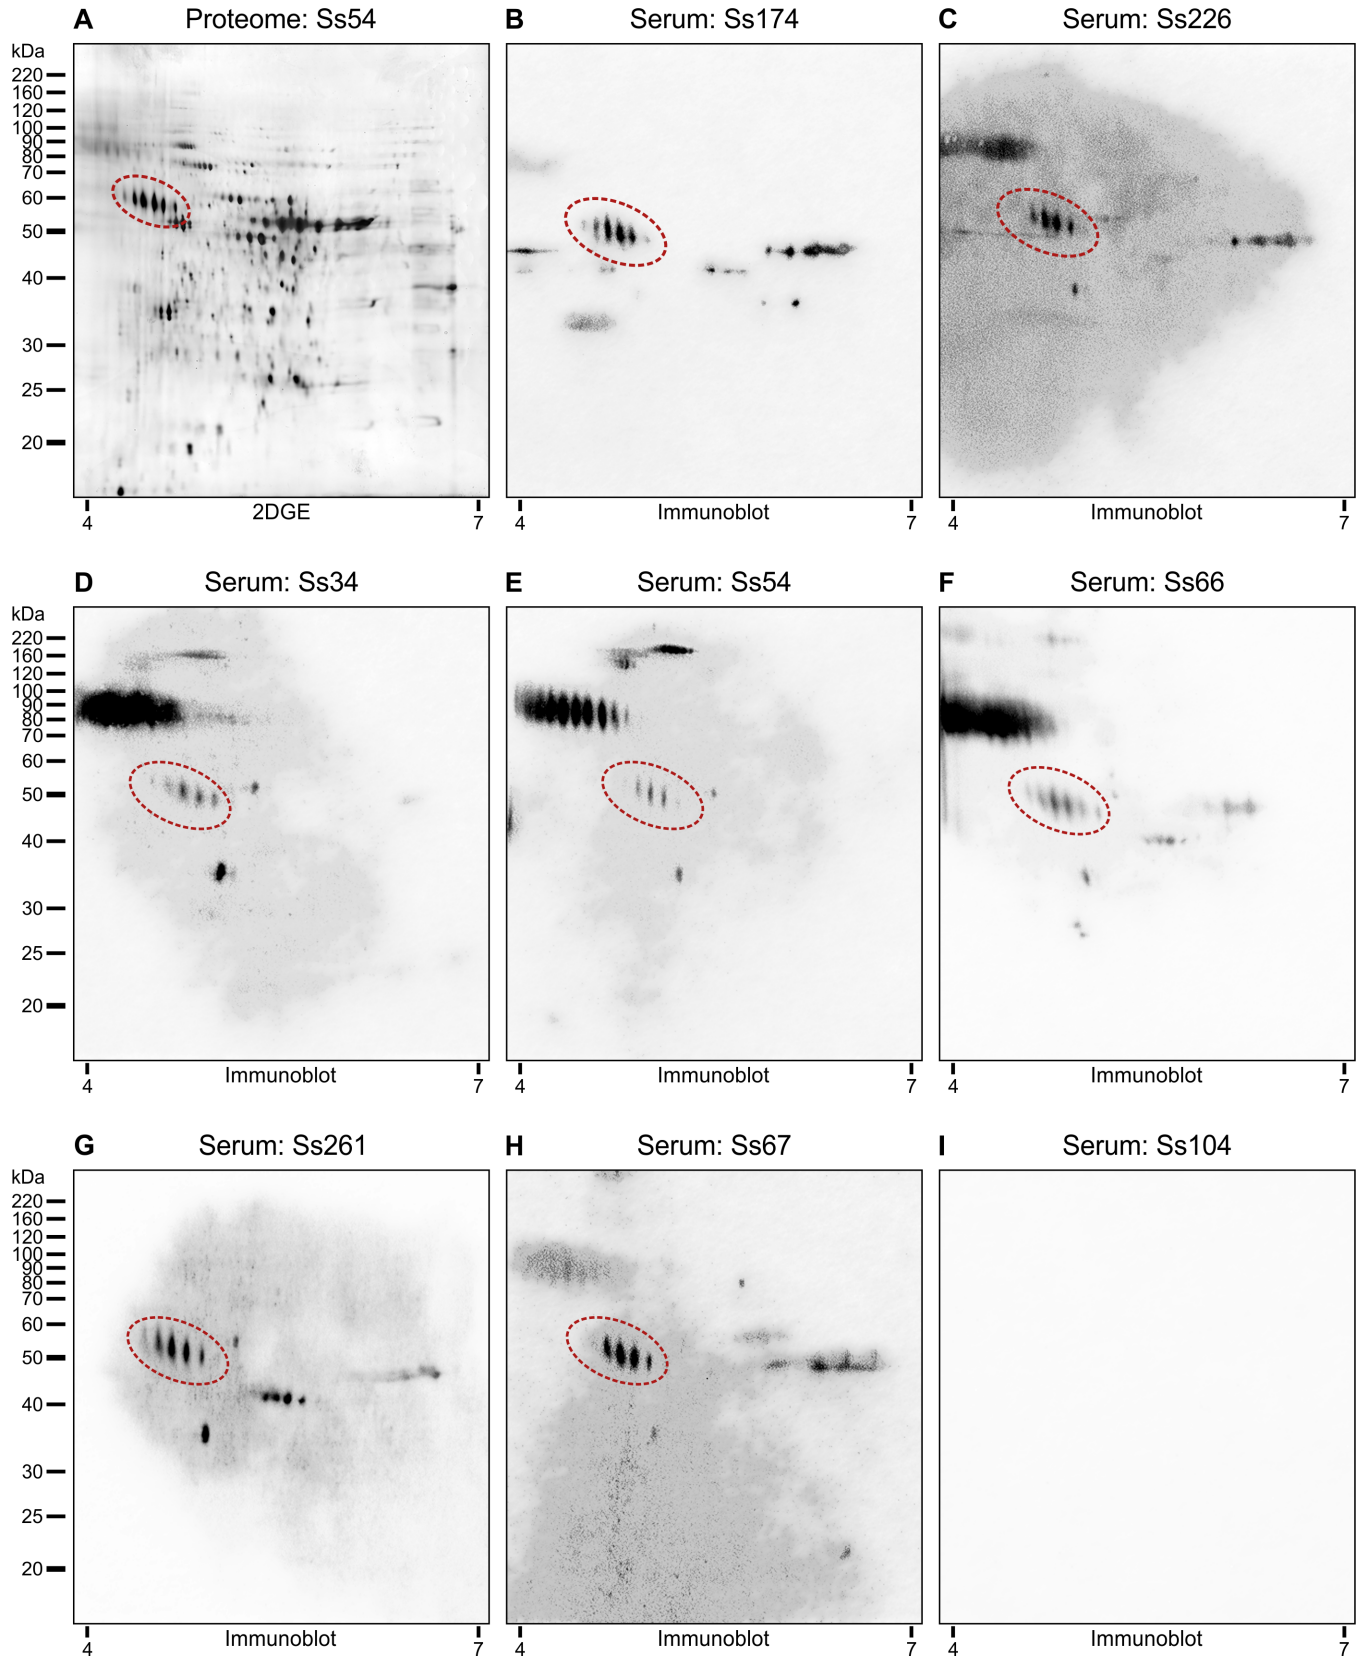 A Proteome: Ss54
B Serum: Ss174
C Serum: Ss226
kDa
220
160
120
100
90
80
70
60
50
40
30
25
20
4 2DGE 7
4 Immunoblot 7
4 Immunoblot 7
D Serum: Ss34
E Serum: Ss54
F Serum: Ss66
kDa
220
160
120
100
90
80
70
60
50
40
30
25
20
4 Immunoblot 7
4 Immunoblot 7
4 Immunoblot 7
G Serum: Ss261
H Serum: Ss67
I Serum: Ss104
kDa
220
160
120
100
90
80
70
60
50
40
30
25
20
4 Immunoblot 7
4 Immunoblot 7
4 Immunoblot 7